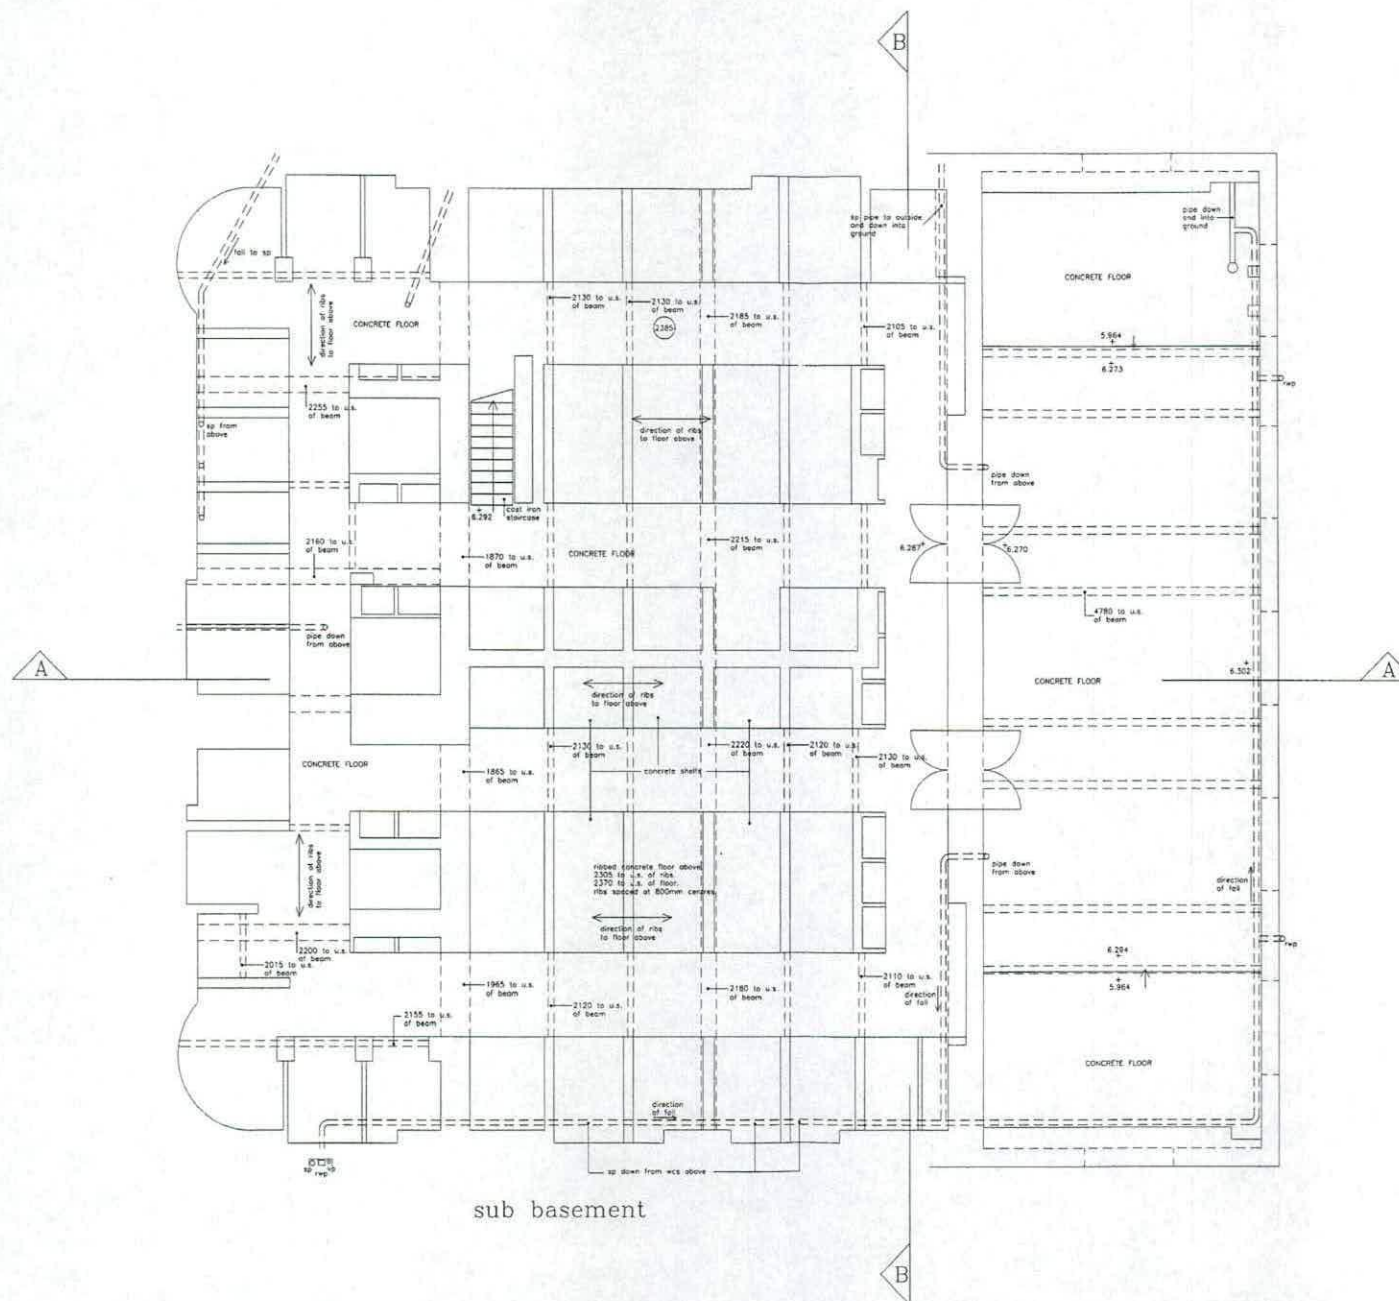 B
sp pipe to outside
and down into
ground
pipe down
and into
ground
fall to sp
CONCRETE FLOOR
direction of ribs
to floor above
CONCRETE FLOOR
2130 to u.s.
of beam
2130 to u.s.
of beam
2385
2185 to u.s.
of beam
2105 to u.s.
of beam
5.964
6.273
rwp
2255 to u.s.
of beam
sp from
above
direction of ribs
to floor above
pipe down
from above
6.292
cast iron
staircase
2160 to u.s.
of beam
1870 to u.s.
of beam
CONCRETE FLOOR
2215 to u.s.
of beam
6.267
6.270
4780 to u.s.
of beam
pipe down
from above
A
A
6.302
CONCRETE FLOOR
direction of ribs
to floor above
2130 to u.s.
of beam
2220 to u.s.
of beam
2120 to u.s.
of beam
2130 to u.s.
of beam
CONCRETE FLOOR
1865 to u.s.
of beam
concrete shelfs
direction of ribs
to floor above
ribbed concrete floor above
2305 to u.s. of ribs.
2370 to u.s. of floor.
ribs spaced at 800mm centres
pipe down
from above
direction
of fall
direction of ribs
to floor above
2200 to u.s.
of beam.
2015 to u.s.
of beam
6.294
5.964
rwp
1965 to u.s.
of beam
2120 to u.s.
of beam
2180 to u.s.
of beam
2110 to u.s.
of beam
direction
of fall
2155 to u.s.
of beam
CONCRETE FLOOR
direction
of fall
sp
rwp
sp down from wcs above
sub basement
B